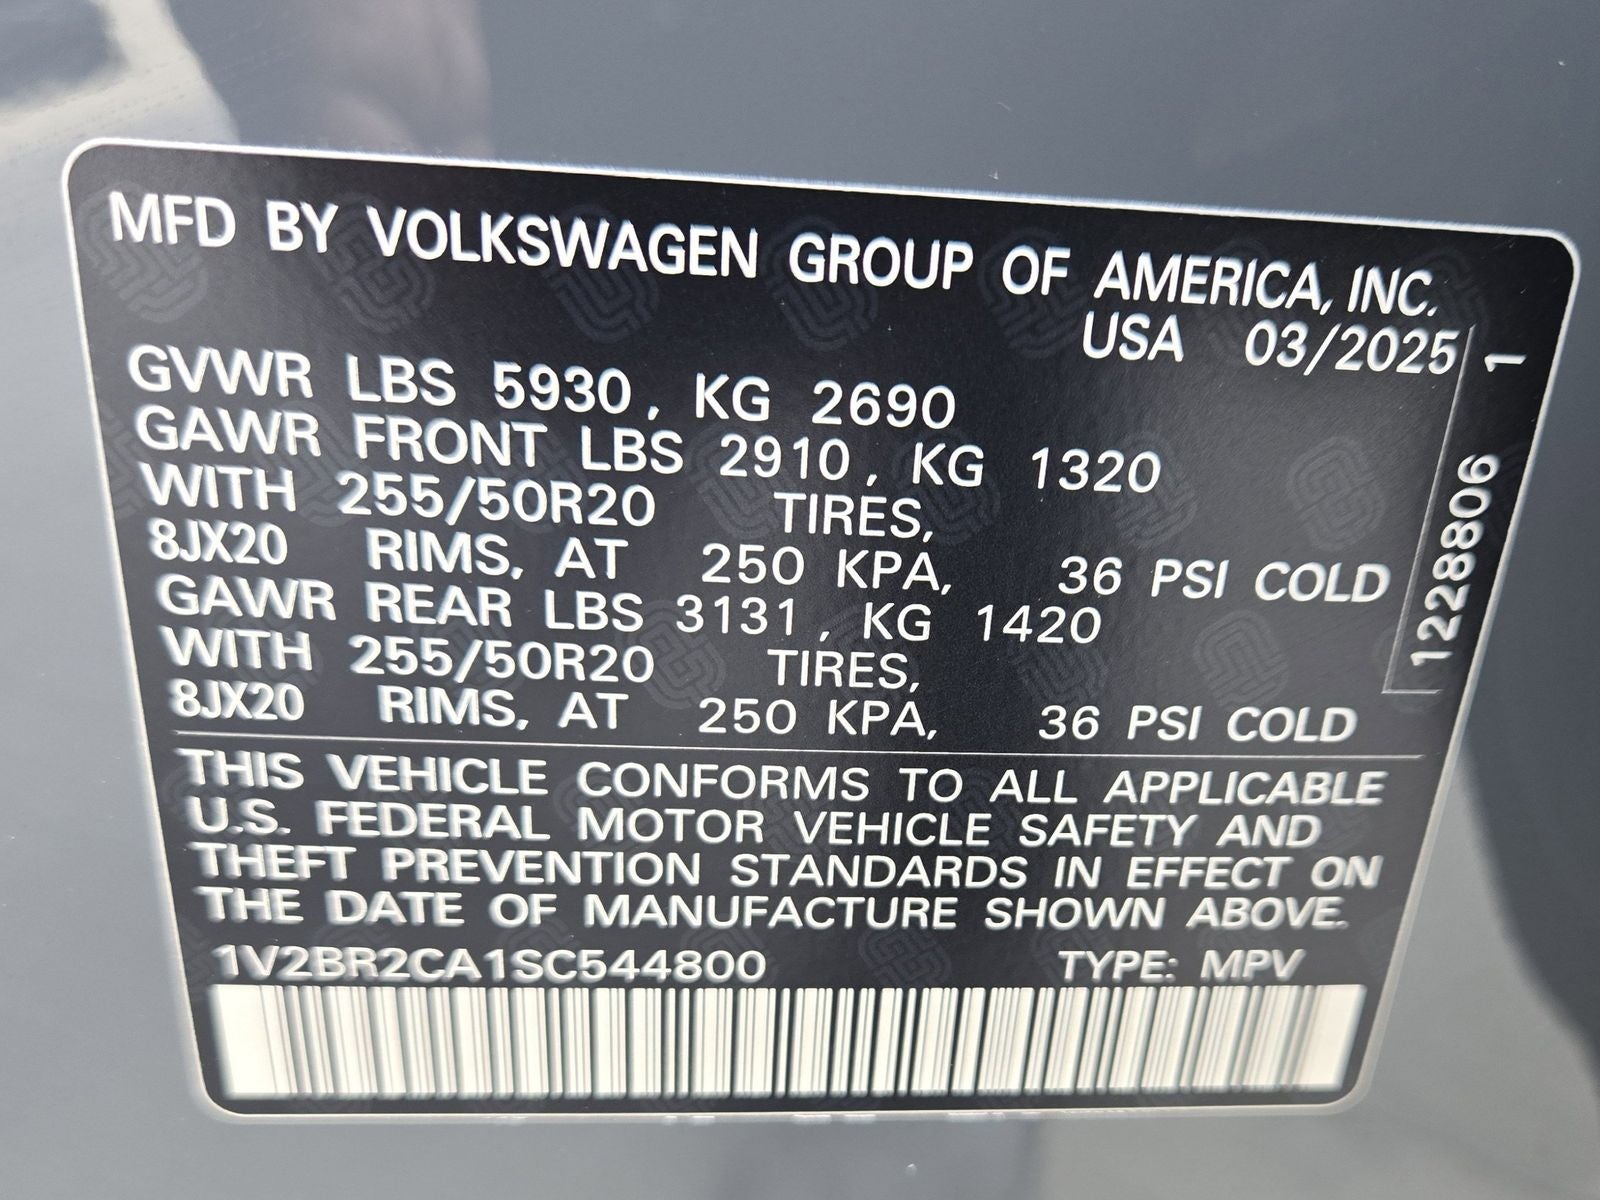 MFD BY VOLKSWAGEN GROUP OF AMERICA, INC.
USA 03/2025
GVWR LBS 5930, KG 2690
GAWR FRONT LBS 2910, KG 1320
WITH 255/50R20 TIRES,
8JX20 RIMS, AT 250 KPA, 36 PSI COLD
GAWR REAR LBS 3131, KG 1420
WITH 255/50R20 TIRES,
8JX20 RIMS, AT 250 KPA, 36 PSI COLD
1228806 1
THIS VEHICLE CONFORMS TO ALL APPLICABLE
U.S. FEDERAL MOTOR VEHICLE SAFETY AND
THEFT PREVENTION STANDARDS IN EFFECT ON
THE DATE OF MANUFACTURE SHOWN ABOVE.
1V2BR2CA1SC544800 TYPE: MPV